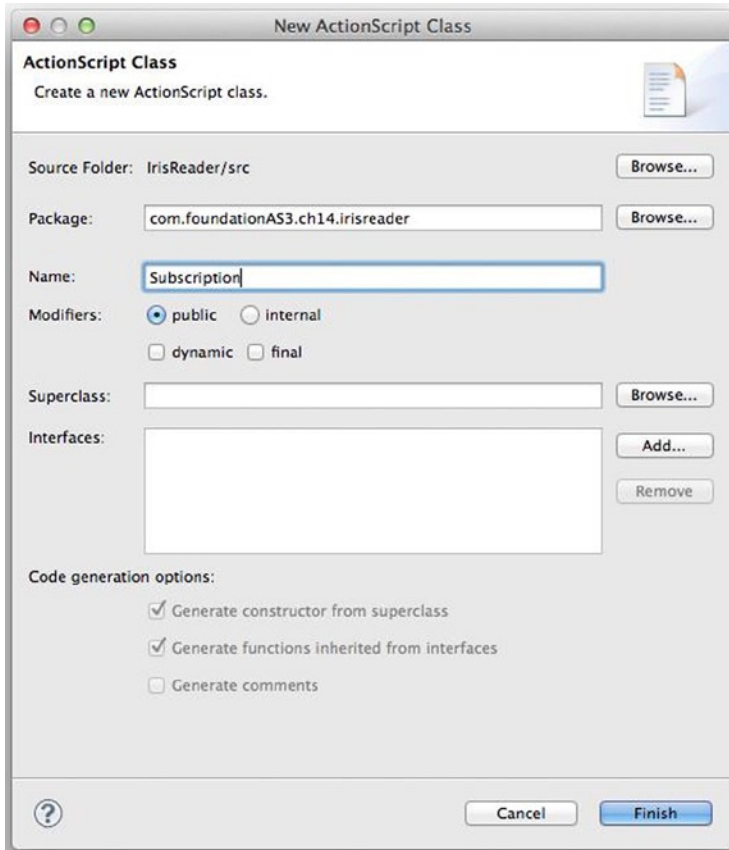 New ActionScript Class
ActionScript Class
Create a new ActionScript class.
Source Folder: IrisReader/src Browse...
Package: com.foundationAS3.ch14.irisreader Browse...
Name: Subscription
Modifiers: public internal
dynamic final
Superclass: Browse...
Interfaces: Add...
Remove
Code generation options:
Generate constructor from superclass
Generate functions inherited from interfaces
Generate comments
? Cancel Finish